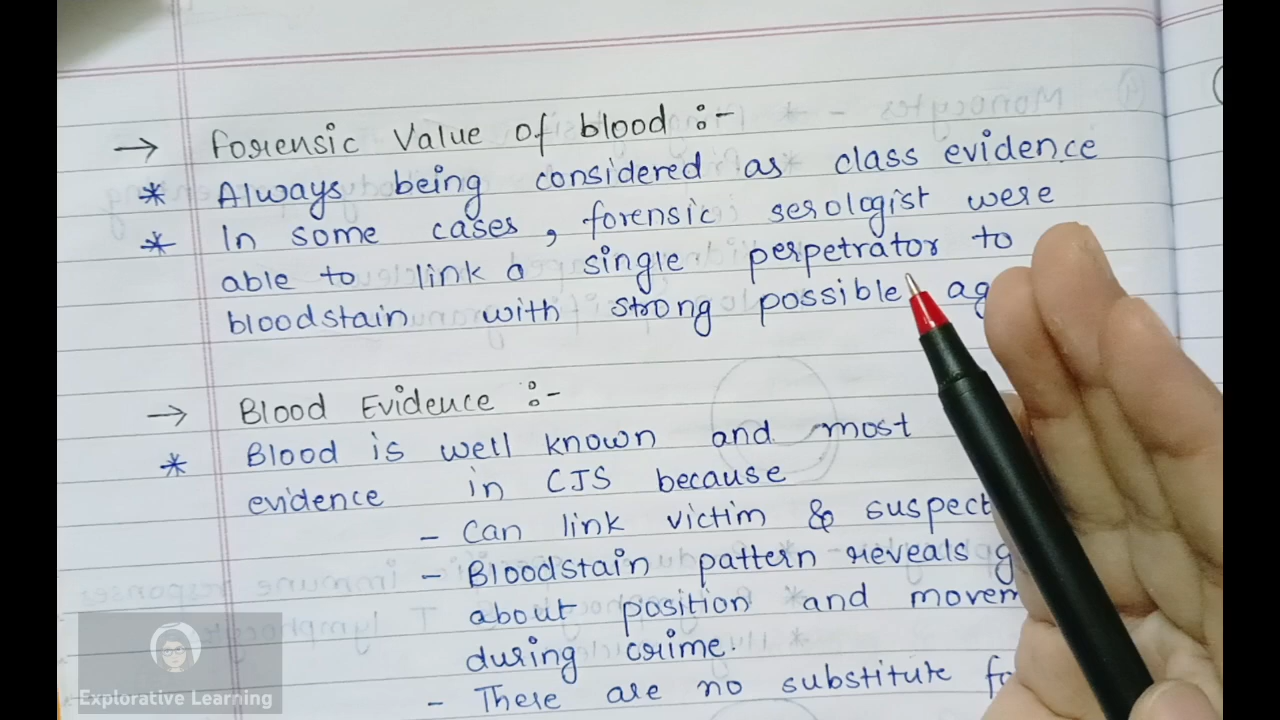 → Forensic Value of blood :-
* Always being considered as class evidence
* In some cases, forensic serologist were
able to link a single perpetrator to
bloodstain with strong possible
→ Blood Evidence :-
* Blood is well known and most
evidence in CJS because
- Can link victim & suspect
- Bloodstain pattern reveals
about position and
during crime.
- There are no substitute
Explorative Learning